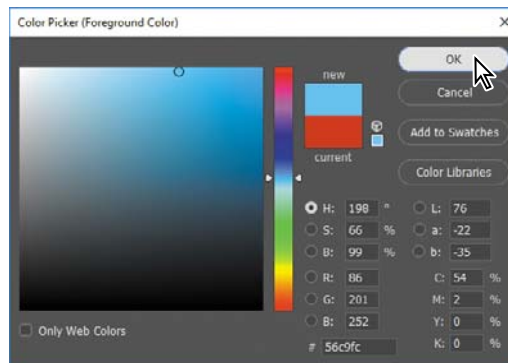 Color Picker (Foreground Color)
new
current
OK
Cancel
Add to Swatches
Color Libraries
H: 198 °
S: 66 %
B: 99 %
R: 86
G: 201
B: 252
# 56c9fc
L: 76
a: -22
b: -35
C: 54 %
M: 2 %
Y: 0 %
K: 0 %
Only Web Colors